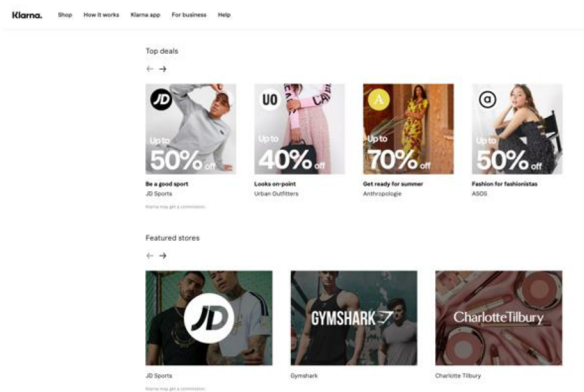 Klarna.
Shop How it works Klarna app For business Help
Top deals
← →
JD UO A a
Up to 50% off
Up to 40% off
Up to 70% off
Up to 50% off
Be a good sport
JD Sports
Looks on-point
Urban Outfitters
Get ready for summer
Anthropologie
Fashion for fashionistas
ASOS
Klarna may get a commission.
Featured stores
← →
JD
GYMSHARK
Charlotte Tilbury
JD Sports
Gymshark
Charlotte Tilbury
Klarna may get a commission.